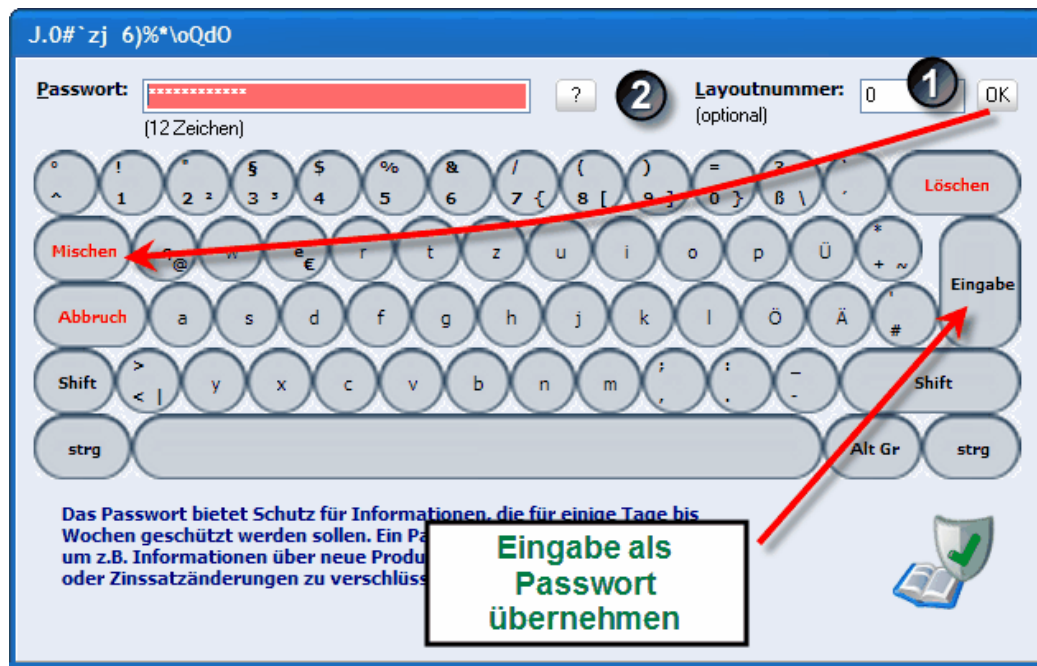 J.0#`zj 6)%*\oQdO
Passwort: ************ ? 2 Layoutnummer: 0 1 OK
(12 Zeichen) (optional)
° ! " § $ % & / ( ) = ? `
^ 1 2 ² 3 ³ 4 5 6 7 { 8 [ 9 ] 0 } ß \ ´ Löschen
Mischen q @ w e € r t z u i o p Ü * + ~ Eingabe
Abbruch a s d f g h j k l Ö Ä ' #
Shift > < | y x c v b n m ; , : . _ - Shift
strg Alt Gr strg
Das Passwort bietet Schutz für Informationen, die für einige Tage bis
Wochen geschützt werden sollen. Ein
um z.B. Informationen über neue
oder Zinssatzänderungen zu
Eingabe als
Passwort
übernehmen